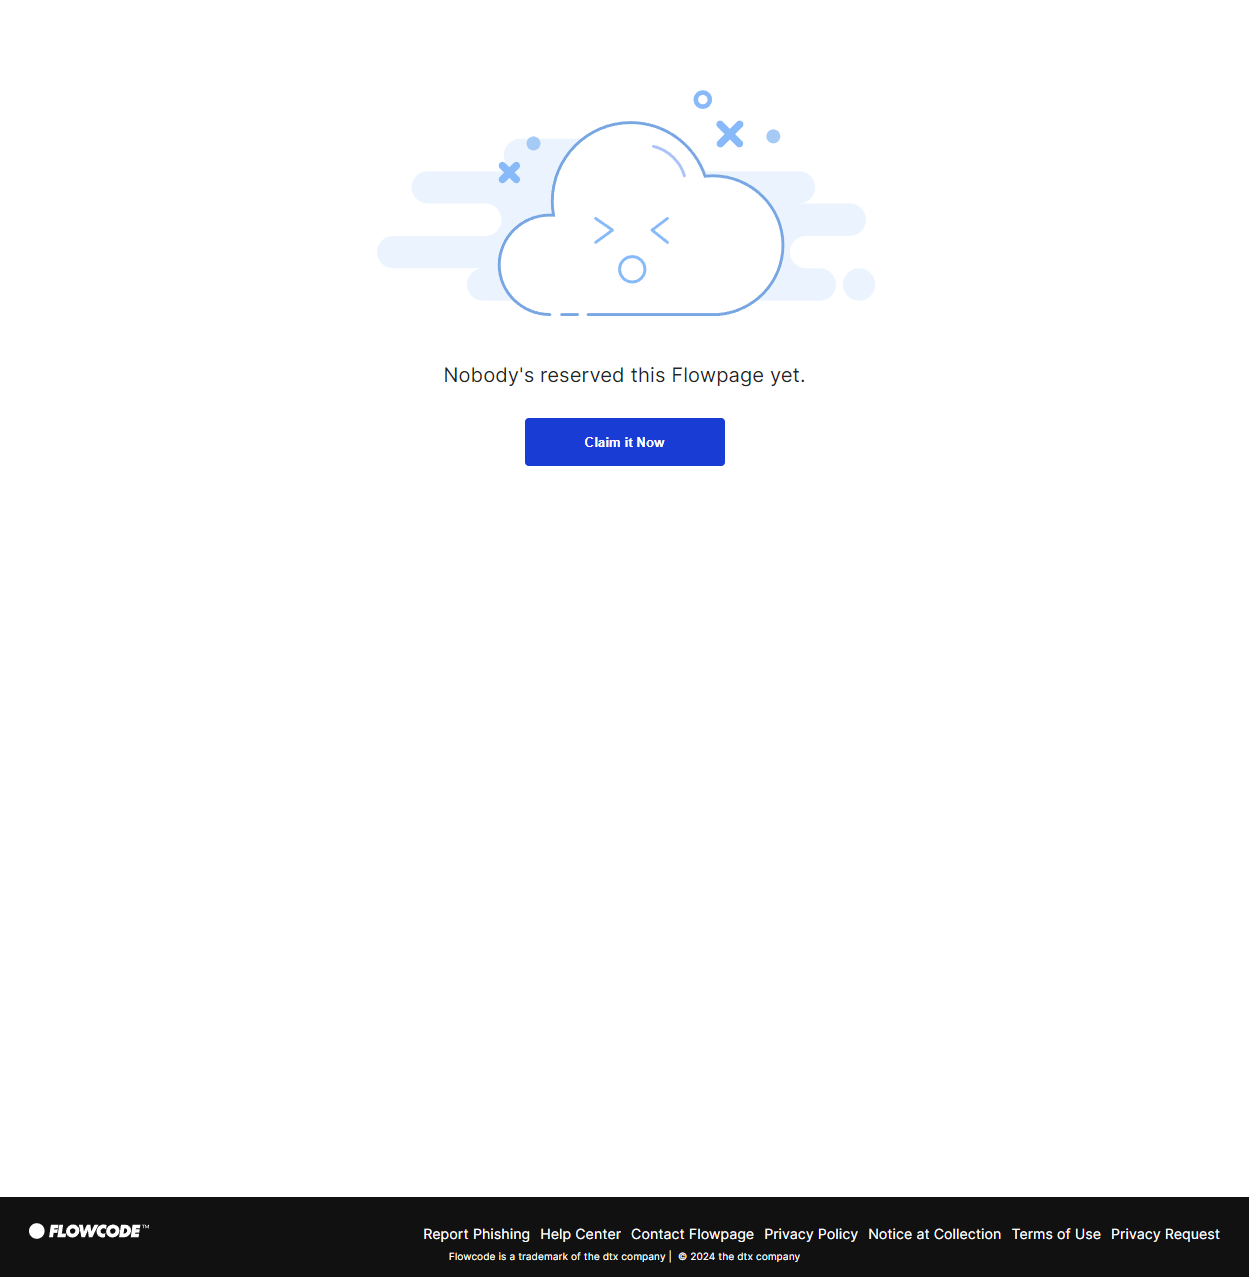 Nobody's reserved this Flowpage yet.
Claim it Now
FLOWCODE™
Report Phishing Help Center Contact Flowpage Privacy Policy Notice at Collection Terms of Use Privacy Request
Flowcode is a trademark of the dtx company | © 2024 the dtx company